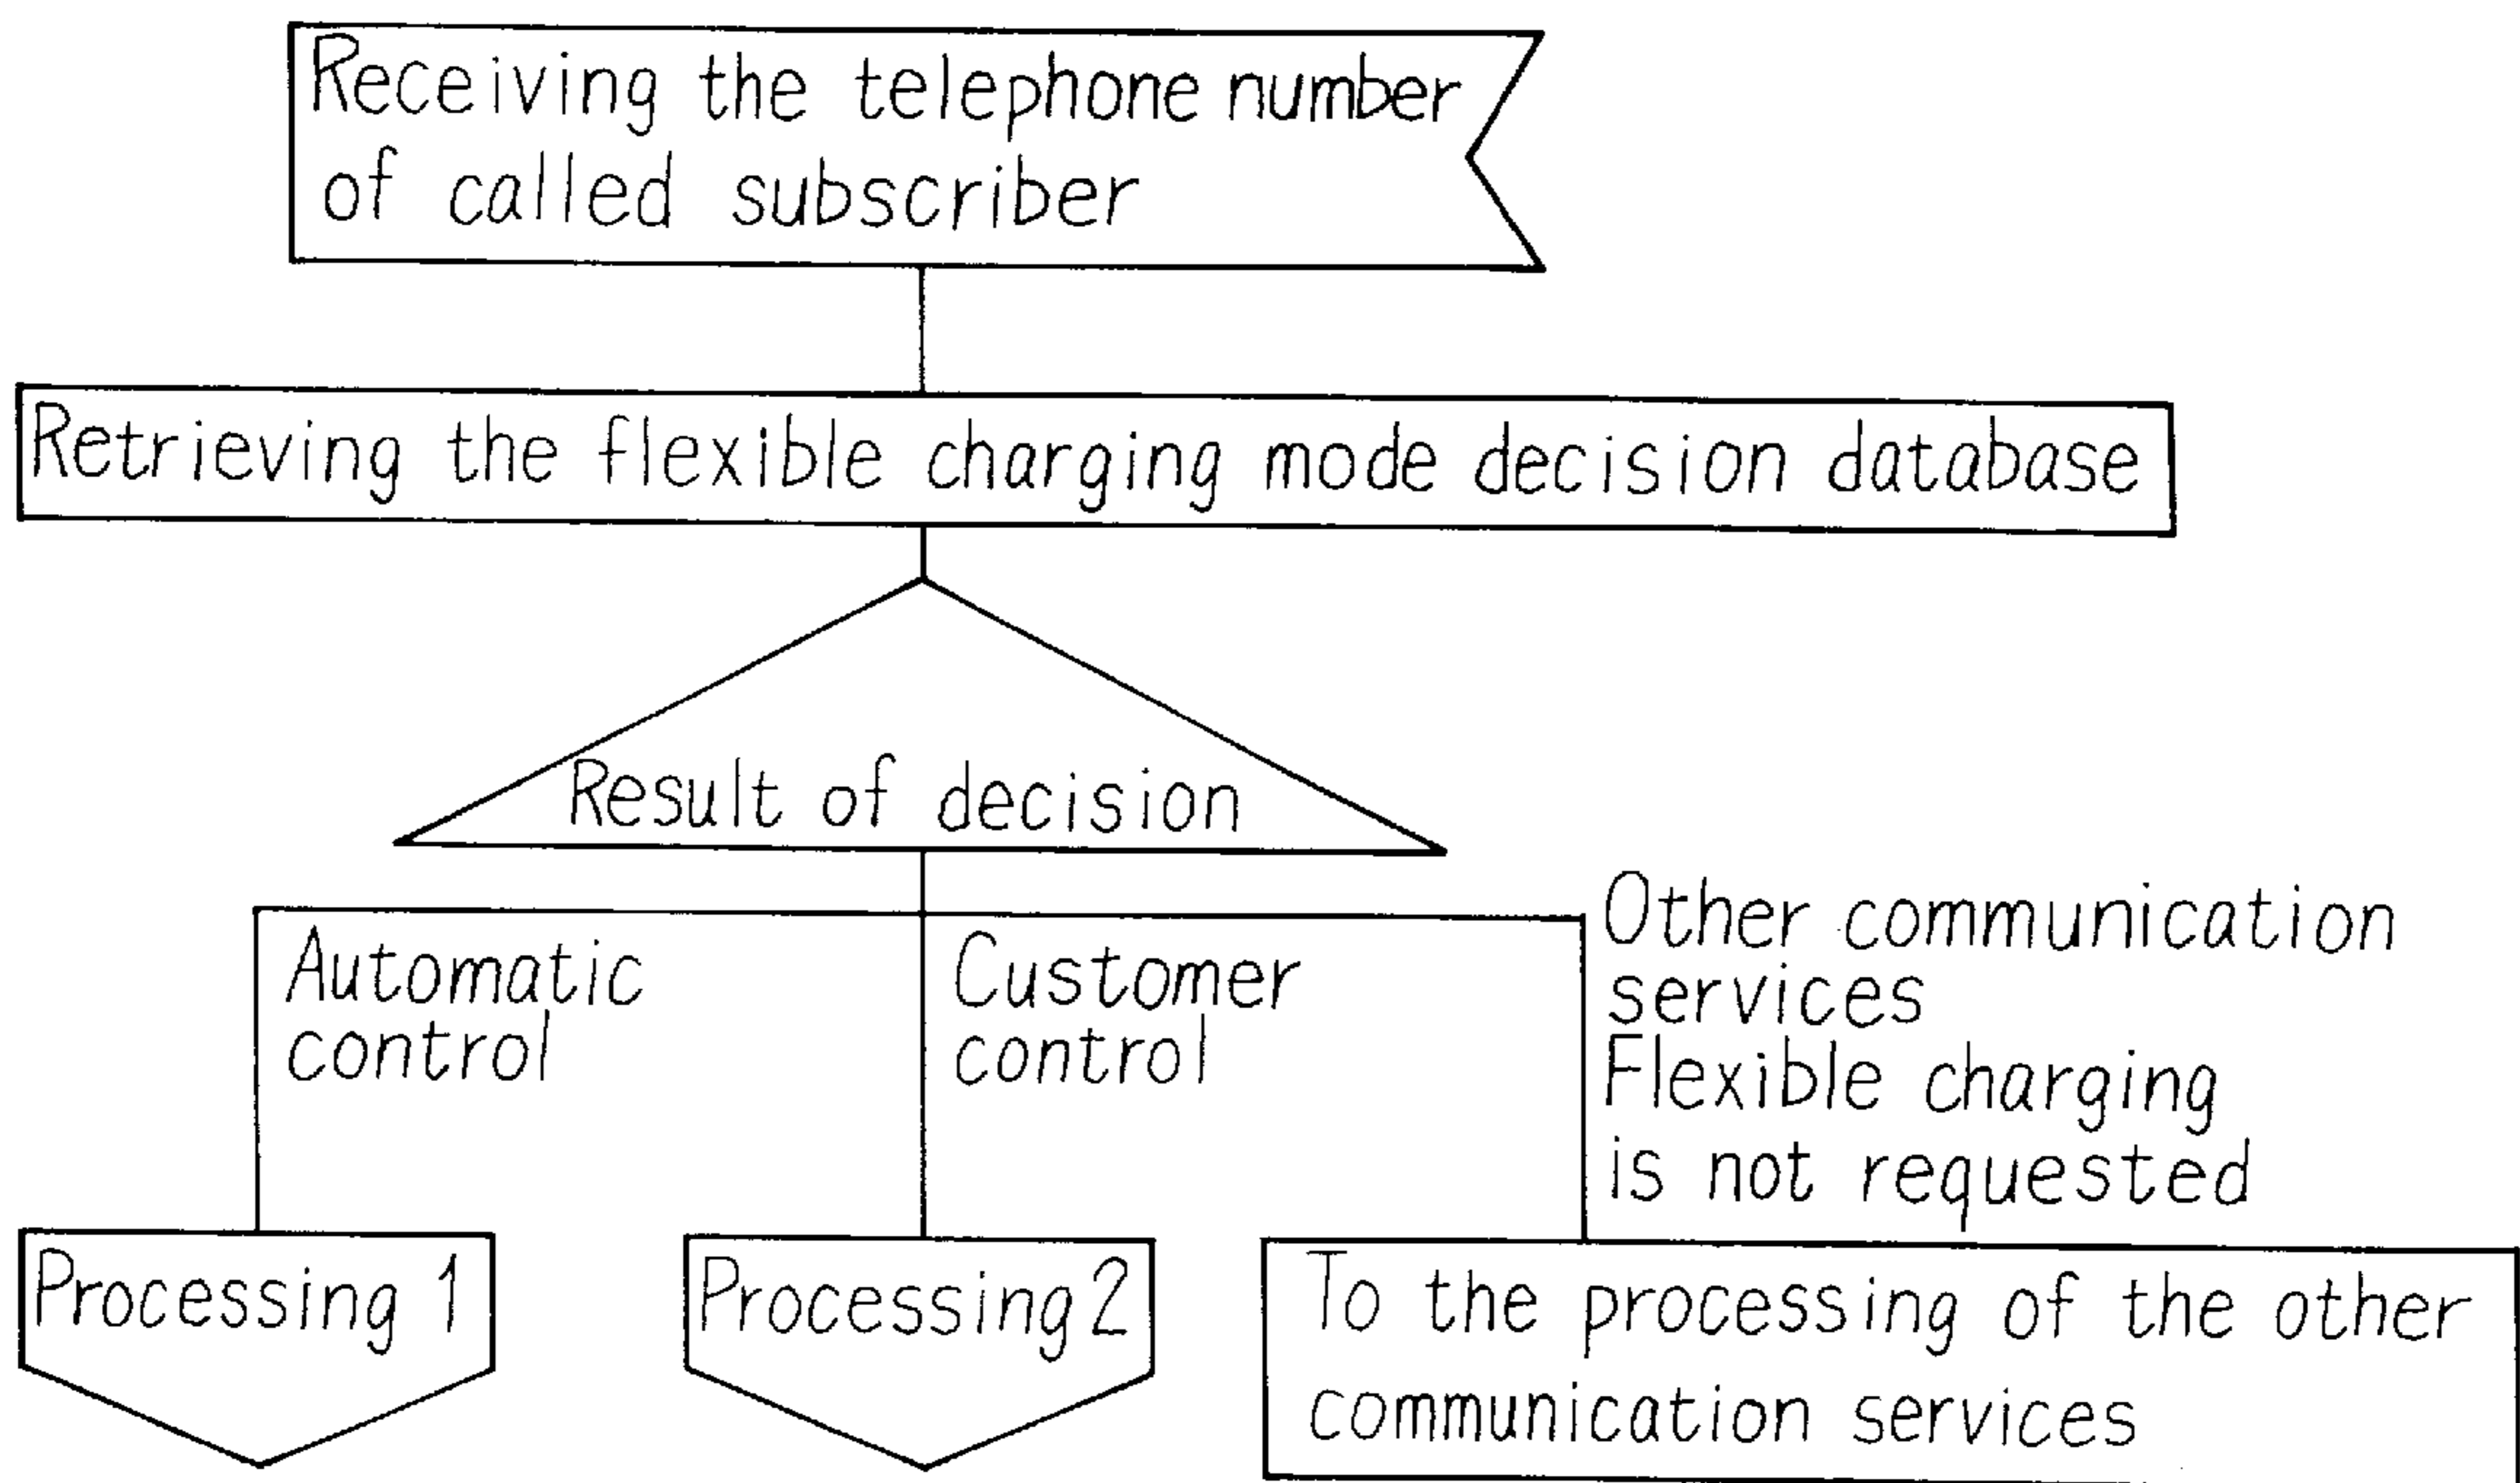 Receiving the telephone number
of called subscriber
Retrieving the flexible charging mode decision database
Result of decision
Automatic
control
Customer
control
Other communication
services
Flexible charging
is not requested
Processing 1
Processing 2
To the processing of the other
communication services